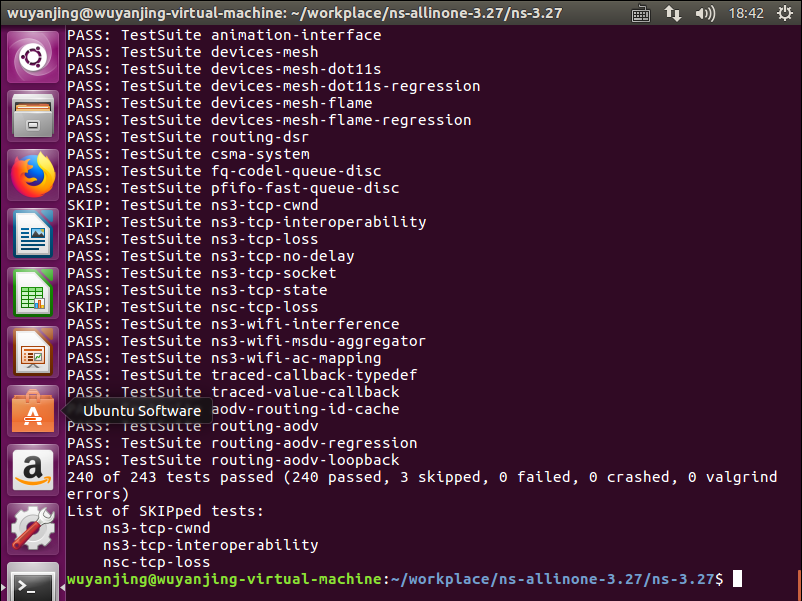 wuyanjing@wuyanjing-virtual-machine: ~/workplace/ns-allinone-3.27/ns-3.27 18:42
PASS: TestSuite animation-interface
PASS: TestSuite devices-mesh
PASS: TestSuite devices-mesh-dot11s
PASS: TestSuite devices-mesh-dot11s-regression
PASS: TestSuite devices-mesh-flame
PASS: TestSuite devices-mesh-flame-regression
PASS: TestSuite routing-dsr
PASS: TestSuite csma-system
PASS: TestSuite fq-codel-queue-disc
PASS: TestSuite pfifo-fast-queue-disc
SKIP: TestSuite ns3-tcp-cwnd
SKIP: TestSuite ns3-tcp-interoperability
PASS: TestSuite ns3-tcp-loss
PASS: TestSuite ns3-tcp-no-delay
PASS: TestSuite ns3-tcp-socket
PASS: TestSuite ns3-tcp-state
SKIP: TestSuite nsc-tcp-loss
PASS: TestSuite ns3-wifi-interference
PASS: TestSuite ns3-wifi-msdu-aggregator
PASS: TestSuite ns3-wifi-ac-mapping
PASS: TestSuite traced-callback-typedef
PASS: TestSuite traced-value-callback
Ubuntu Software aodv-routing-id-cache
PASS: TestSuite routing-aodv
PASS: TestSuite routing-aodv-regression
PASS: TestSuite routing-aodv-loopback
240 of 243 tests passed (240 passed, 3 skipped, 0 failed, 0 crashed, 0 valgrind
errors)
List of SKIPped tests:
    ns3-tcp-cwnd
    ns3-tcp-interoperability
    nsc-tcp-loss
wuyanjing@wuyanjing-virtual-machine:~/workplace/ns-allinone-3.27/ns-3.27$